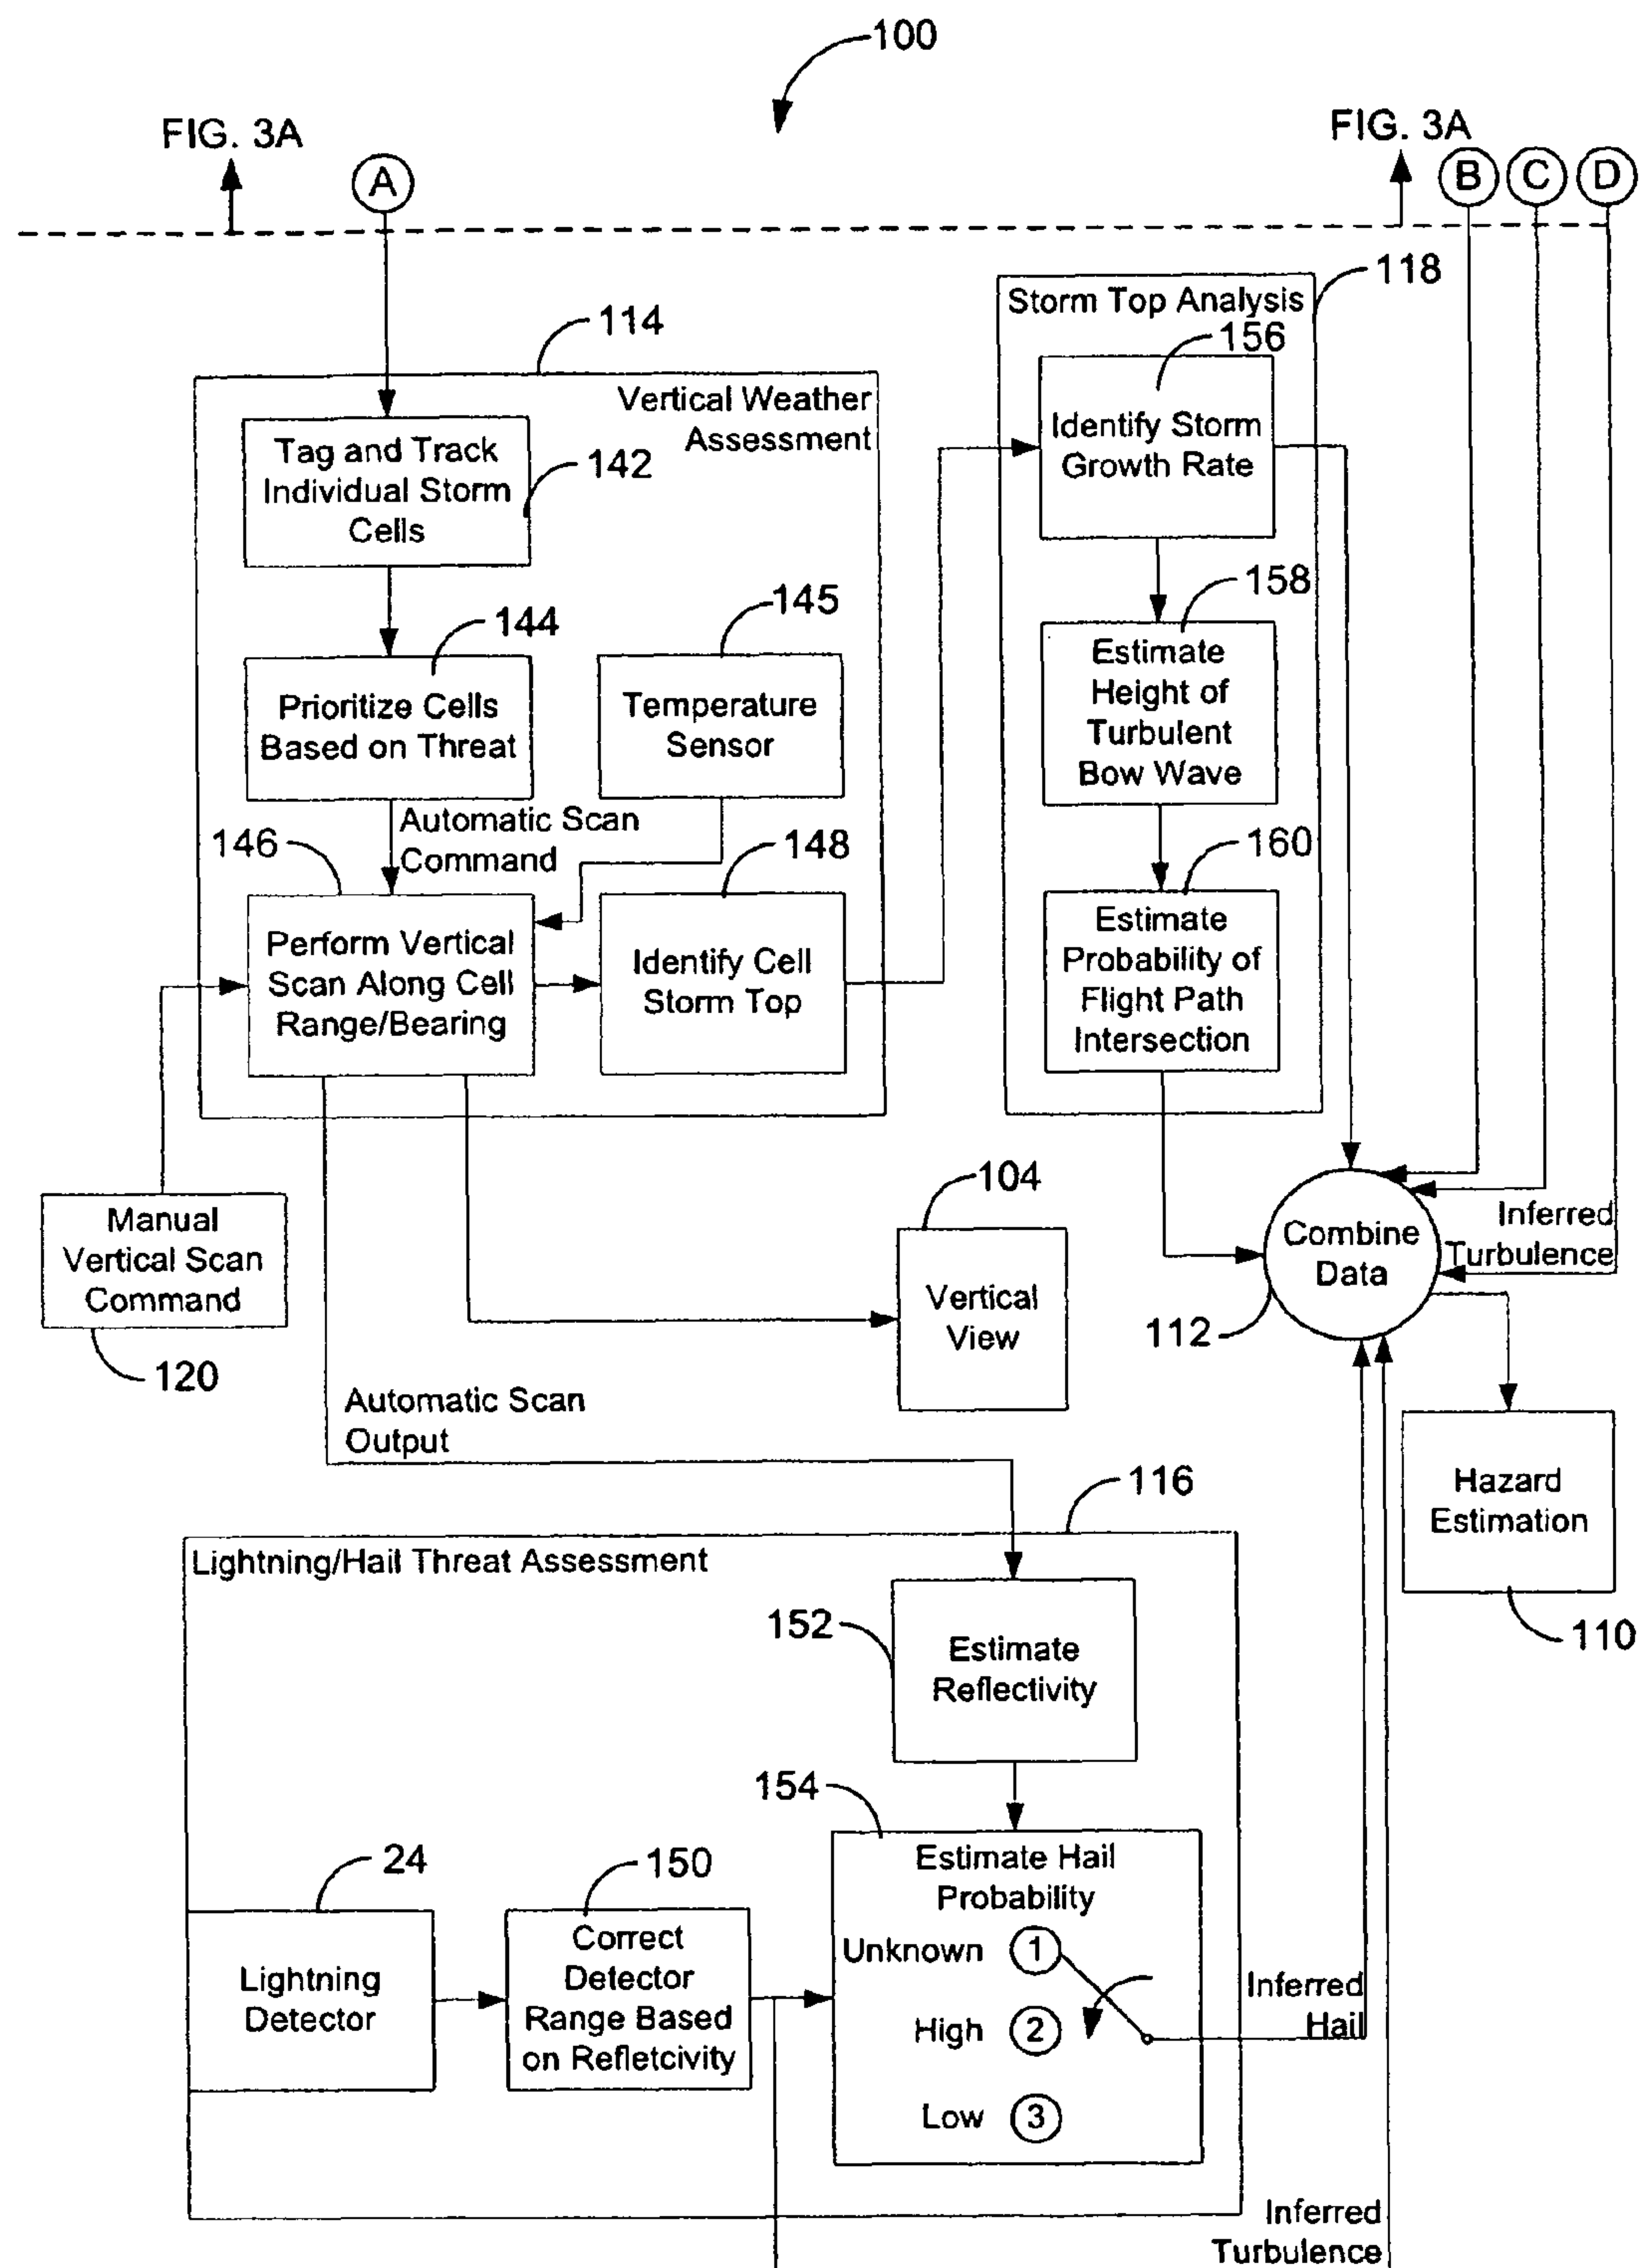 100
FIG. 3A
FIG. 3A
A
B
C
D
118
Storm Top Analysis
114
156
Vertical Weather
Assessment
Identify Storm
Growth Rate
Tag and Track
Individual Storm
Cells
142
158
145
144
Estimate
Height of
Turbulent
Bow Wave
Prioritize Cells
Based on Threat
Temperature
Sensor
Automatic Scan
Command
146
148
160
Perform Vertical
Scan Along Cell
Range/Bearing
Identify Cell
Storm Top
Estimate
Probability of
Flight Path
Intersection
104
Manual
Vertical Scan
Command
Combine
Data
Inferred
Turbulence
Vertical
View
112
120
Automatic Scan
Output
116
Hazard
Estimation
Lightning/Hail Threat Assessment
152
Estimate
Reflectivity
110
154
24
150
Estimate Hail
Probability
Lightning
Detector
Correct
Detector
Range Based
on Refletcivity
Unknown 1
High 2
Low 3
Inferred
Hail
Inferred
Turbulence